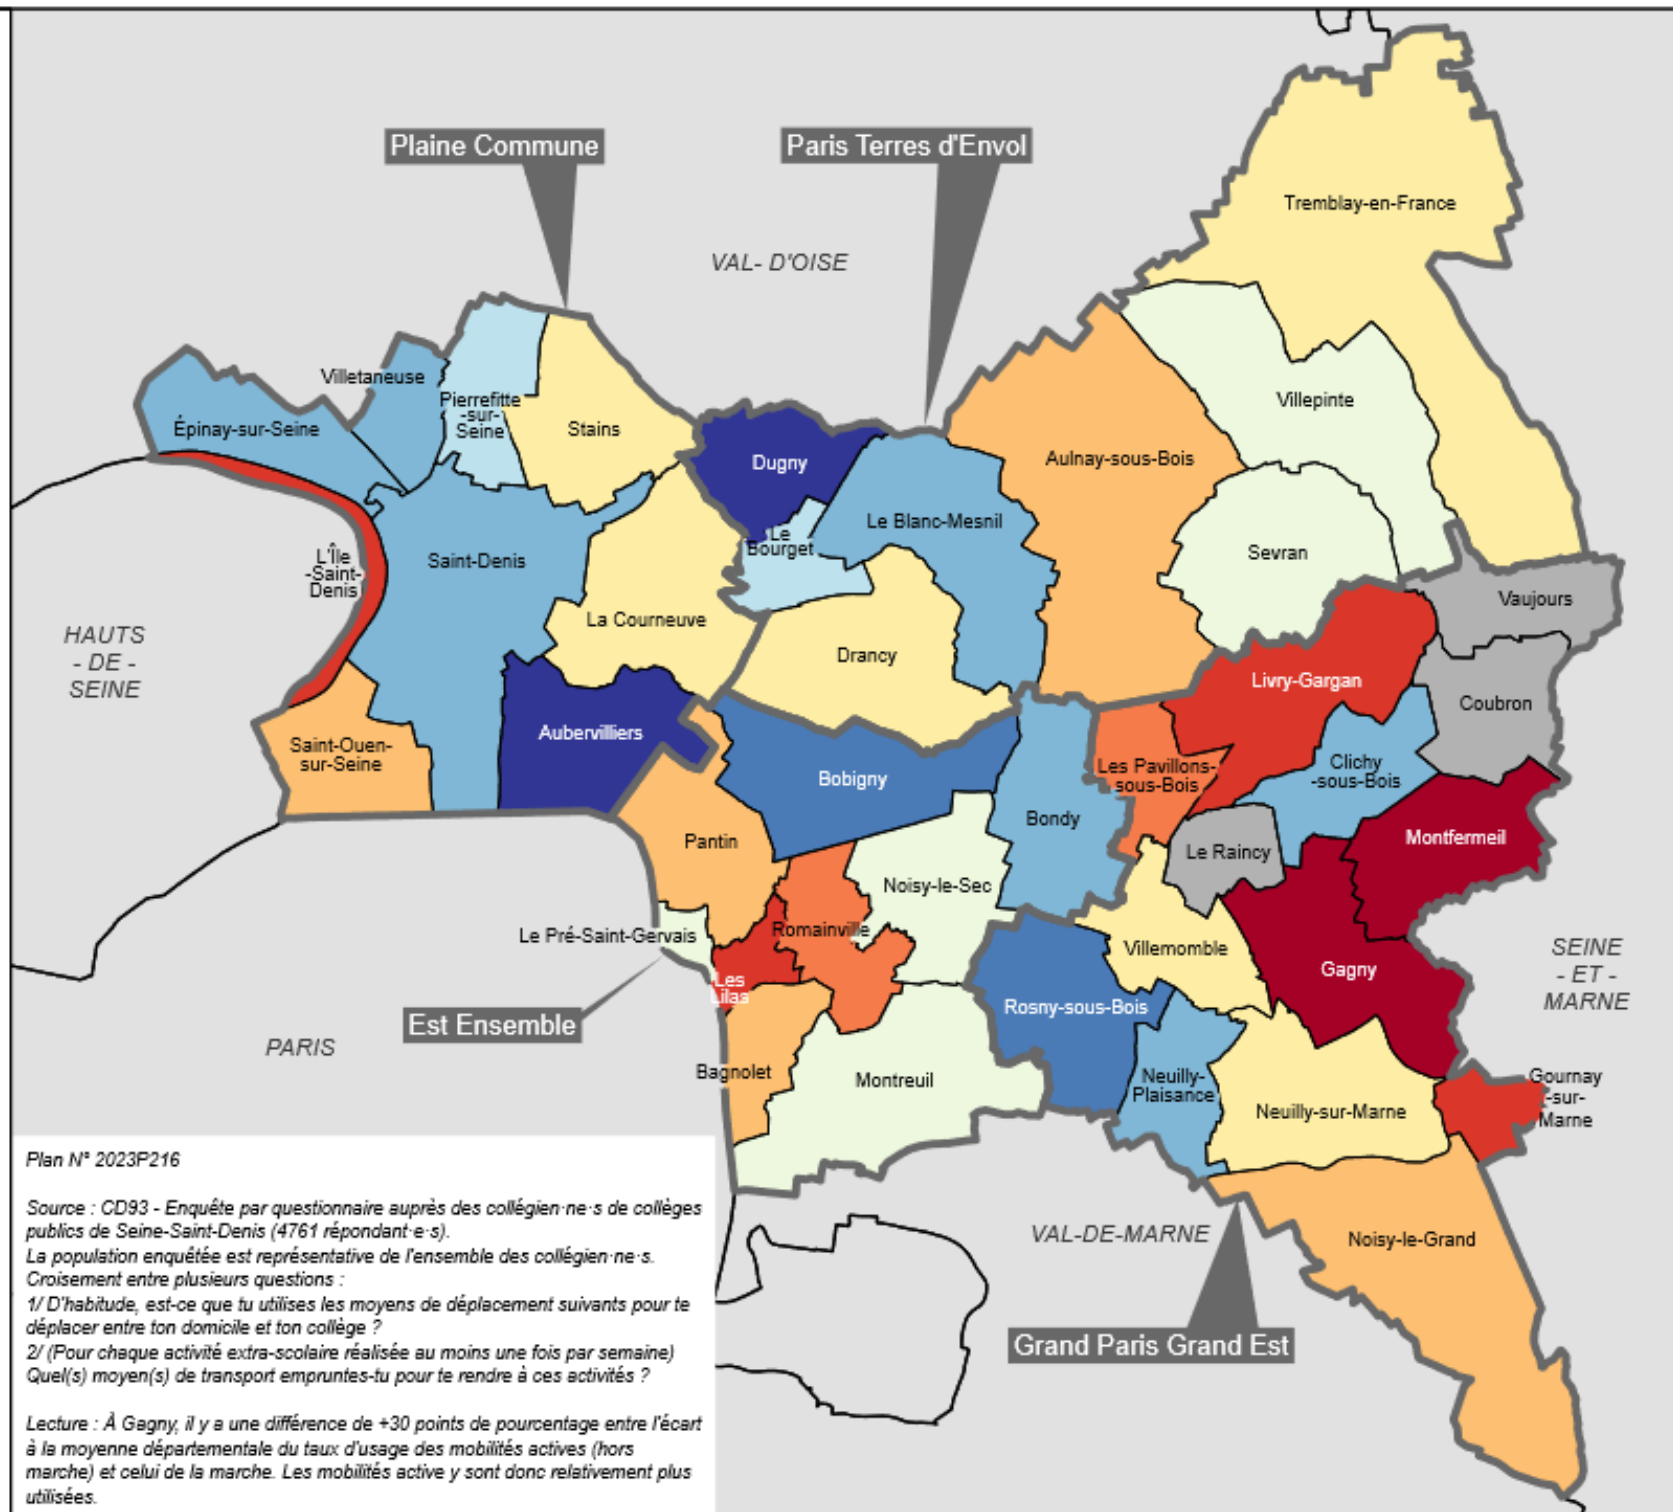 Plaine Commune
Paris Terres d'Envol
Tremblay-en-France
VAL- D'OISE
Villetaneuse
Pierrefitte
-sur-
Seine
Villepinte
Épinay-sur-Seine
Stains
Dugny
Aulnay-sous-Bois
Le Blanc-Mesnil
Le
Bourget
Sevran
Saint-Denis
L'Île
-Saint-
Denis
Vaujours
La Courneuve
HAUTS
- DE -
SEINE
Drancy
Livry-Gargan
Coubron
Aubervilliers
Saint-Ouen-
sur-Seine
Bobigny
Les Pavillons-
sous-Bois
Clichy
-sous-Bois
Bondy
Pantin
Le Raincy
Montfermeil
Noisy-le-Sec
Le Pré-Saint-Gervais
Romainville
Villemomble
SEINE
- ET -
MARNE
Gagny
Les
Lilas
Rosny-sous-Bois
Est Ensemble
PARIS
Bagnolet
Montreuil
Neuilly-
Plaisance
Neuilly-sur-Marne
Gournay
-sur-
Marne
VAL-DE-MARNE
Noisy-le-Grand
Grand Paris Grand Est
Plan N° 2023P216
Source : CD93 - Enquête par questionnaire auprès des collégien·ne·s de collèges
publics de Seine-Saint-Denis (4761 répondant·e·s).
La population enquêtée est représentative de l'ensemble des collégien·ne·s.
Croisement entre plusieurs questions :
1/ D'habitude, est-ce que tu utilises les moyens de déplacement suivants pour te
déplacer entre ton domicile et ton collège ?
2/ (Pour chaque activité extra-scolaire réalisée au moins une fois par semaine)
Quel(s) moyen(s) de transport empruntes-tu pour te rendre à ces activités ?
Lecture : À Gagny, il y a une différence de +30 points de pourcentage entre l'écart
à la moyenne départementale du taux d'usage des mobilités actives (hors
marche) et celui de la marche. Les mobilités active y sont donc relativement plus
utilisées.